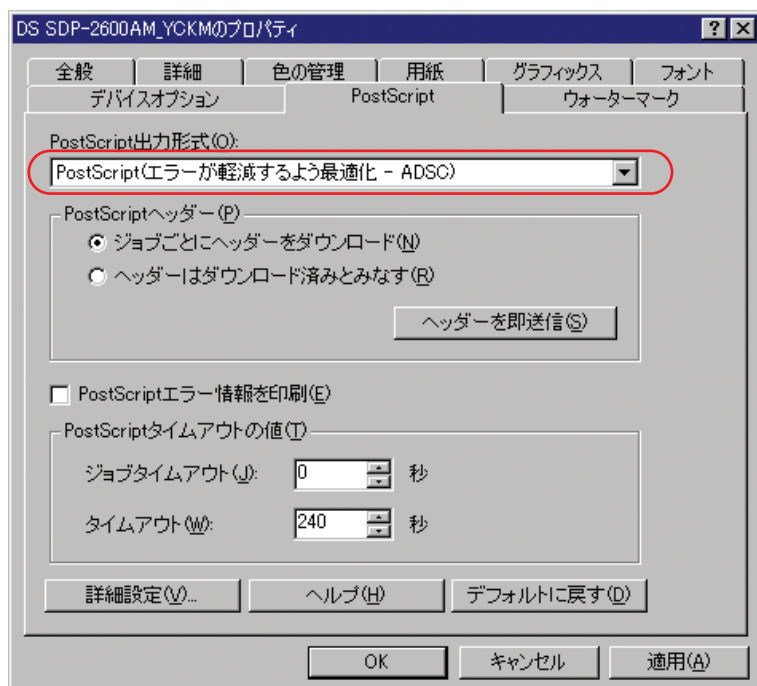 DS SDP-2600AM_YCKMのプロパティ
全般 詳細 色の管理 用紙 グラフィックス フォント
デバイスオプション PostScript ウォーターマーク
PostScript出力形式(O):
PostScript(エラーが軽減するよう最適化 - ADSC)
PostScriptヘッダー(P)
ジョブごとにヘッダーをダウンロード(N)
ヘッダーはダウンロード済みとみなす(R)
ヘッダーを即送信(S)
PostScriptエラー情報を印刷(E)
PostScriptタイムアウトの値(T)
ジョブタイムアウト(J): 0 秒
タイムアウト(W): 240 秒
詳細設定(V)... ヘルプ(H) デフォルトに戻す(D)
OK キャンセル 適用(A)